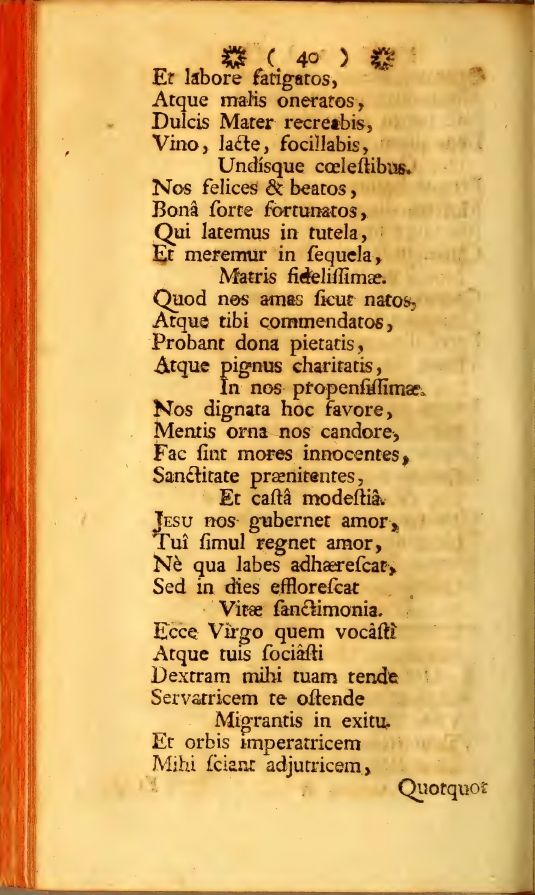 ( 40 )
Et labore fatigatos,
Atque malis oneratos,
Dulcis Mater recreabis,
Vino, lacte, focillabis,
Undisque cœleſtibus.
Nos felices & beatos,
Bonâ ſorte fortunatos,
Qui latemus in tutela,
Et meremur in ſequela,
Matris fideliſſimæ.
Quod nos amas ſicut natos,
Atque tibi commendatos,
Probant dona pietatis,
Atque pignus charitatis,
In nos propenſiſſimæ.
Nos dignata hoc favore,
Mentis orna nos candore,
Fac ſint mores innocentes,
Sanctitate prænitentes,
Et caſtâ modeſtiâ.
JESU nos gubernet amor,
Tuî ſimul regnet amor,
Nè qua labes adhæreſcat,
Sed in dies effloreſcat
Vitæ ſanctimonia.
Ecce Virgo quem vocâſti
Atque tuis ſociâſti
Dextram mihi tuam tende
Servatricem te oſtende
Migrantis in exitu.
Et orbis imperatricem
Mihi ſciant adjutricem,
Quotquot